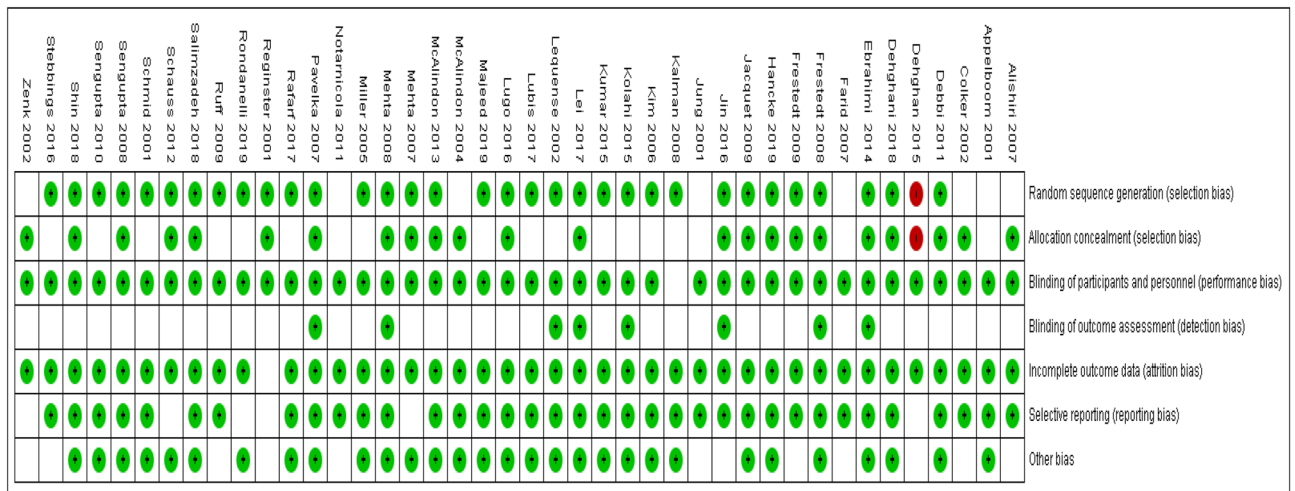 Zenk 2002
Stebbings 2016
Shin 2018
Sengupta 2010
Sengupta 2008
Schmid 2001
Schauss 2012
Salimzadeh 2018
Ruff 2009
Rondanelli 2019
Reginster 2001
Rafanf 2017
Pavelka 2007
Notarnicola 2011
Miller 2005
Mehta 2008
Mehta 2007
McAlindon 2013
McAlindon 2004
Majeed 2019
Lugo 2016
Lubis 2017
Lequense 2002
Lei 2017
Kumar 2015
Kolahi 2015
Kim 2006
Kalman 2008
Jung 2001
Jin 2016
Jacquet 2009
Hancke 2019
Frestedt 2009
Frestedt 2008
Farid 2007
Ebrahimi 2014
Dehghani 2018
Dehghan 2015
Debbi 2011
Colker 2002
Appelboom 2001
Alishiri 2007
Random sequence generation (selection bias)
Allocation concealment (selection bias)
Blinding of participants and personnel (performance bias)
Blinding of outcome assessment (detection bias)
Incomplete outcome data (attrition bias)
Selective reporting (reporting bias)
Other bias